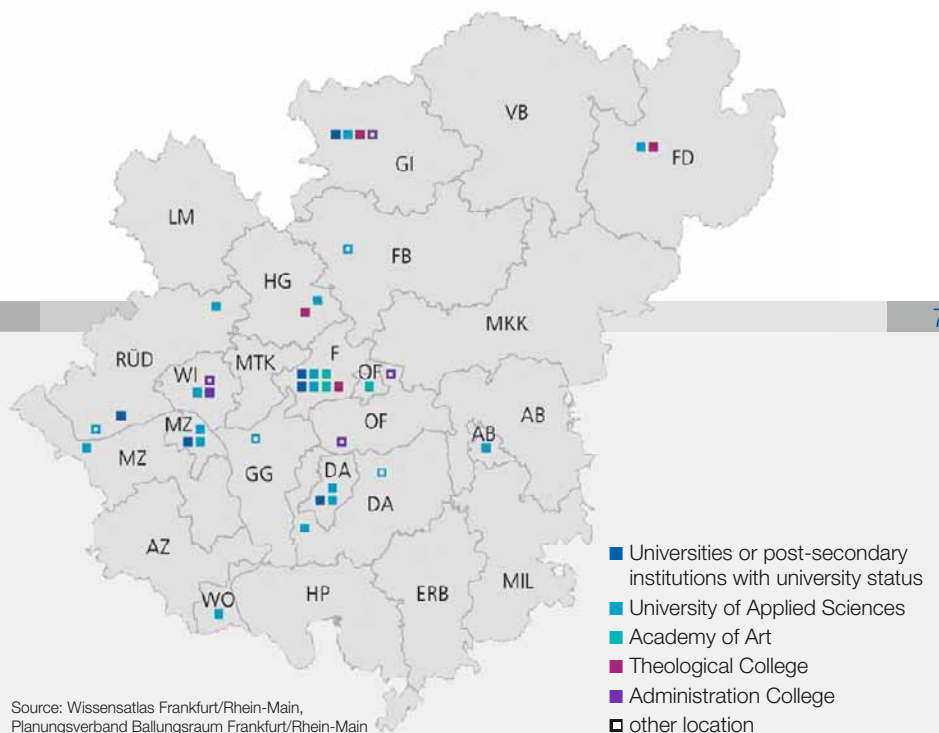 VB
FD
GI
LM
FB
HG
MKK
RÜD
MTK
F
OF
WI
AB
OF
MZ
AB
MZ
GG
DA
DA
AZ
HP
ERB
MIL
WO
7
Universities or post-secondary
institutions with university status
University of Applied Sciences
Academy of Art
Theological College
Administration College
other location
Source: Wissensatlas Frankfurt/Rhein-Main,
Planungsverband Ballungsraum Frankfurt/Rhein-Main